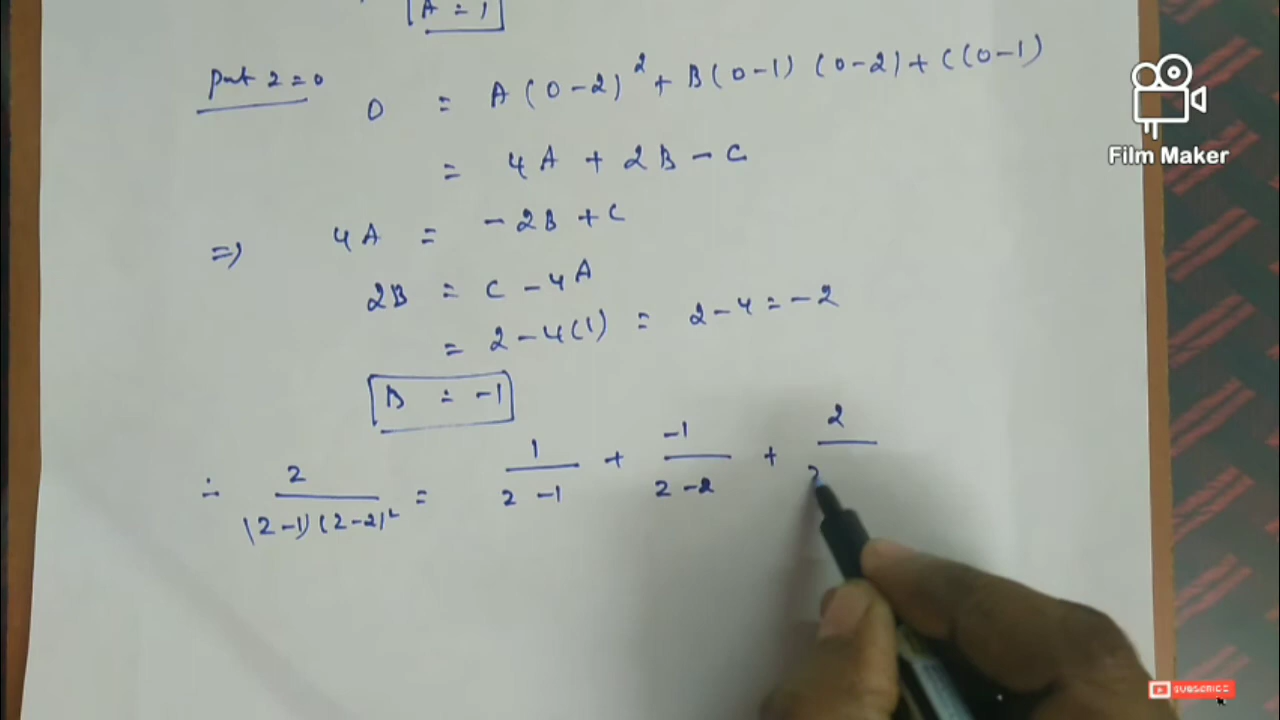 A = 1
put z=0 0 = A(0-2)² + B(0-1)(0-2) + C(0-1)
= 4A + 2B - C
=> 4A = -2B + C
2B = C - 4A
= 2-4(1) = 2-4 = -2
B = -1
∴ z/((z-1)(z-2)²) = 1/(z-1) + -1/(z-2) + 2/
Film Maker
SUBSCRIBE